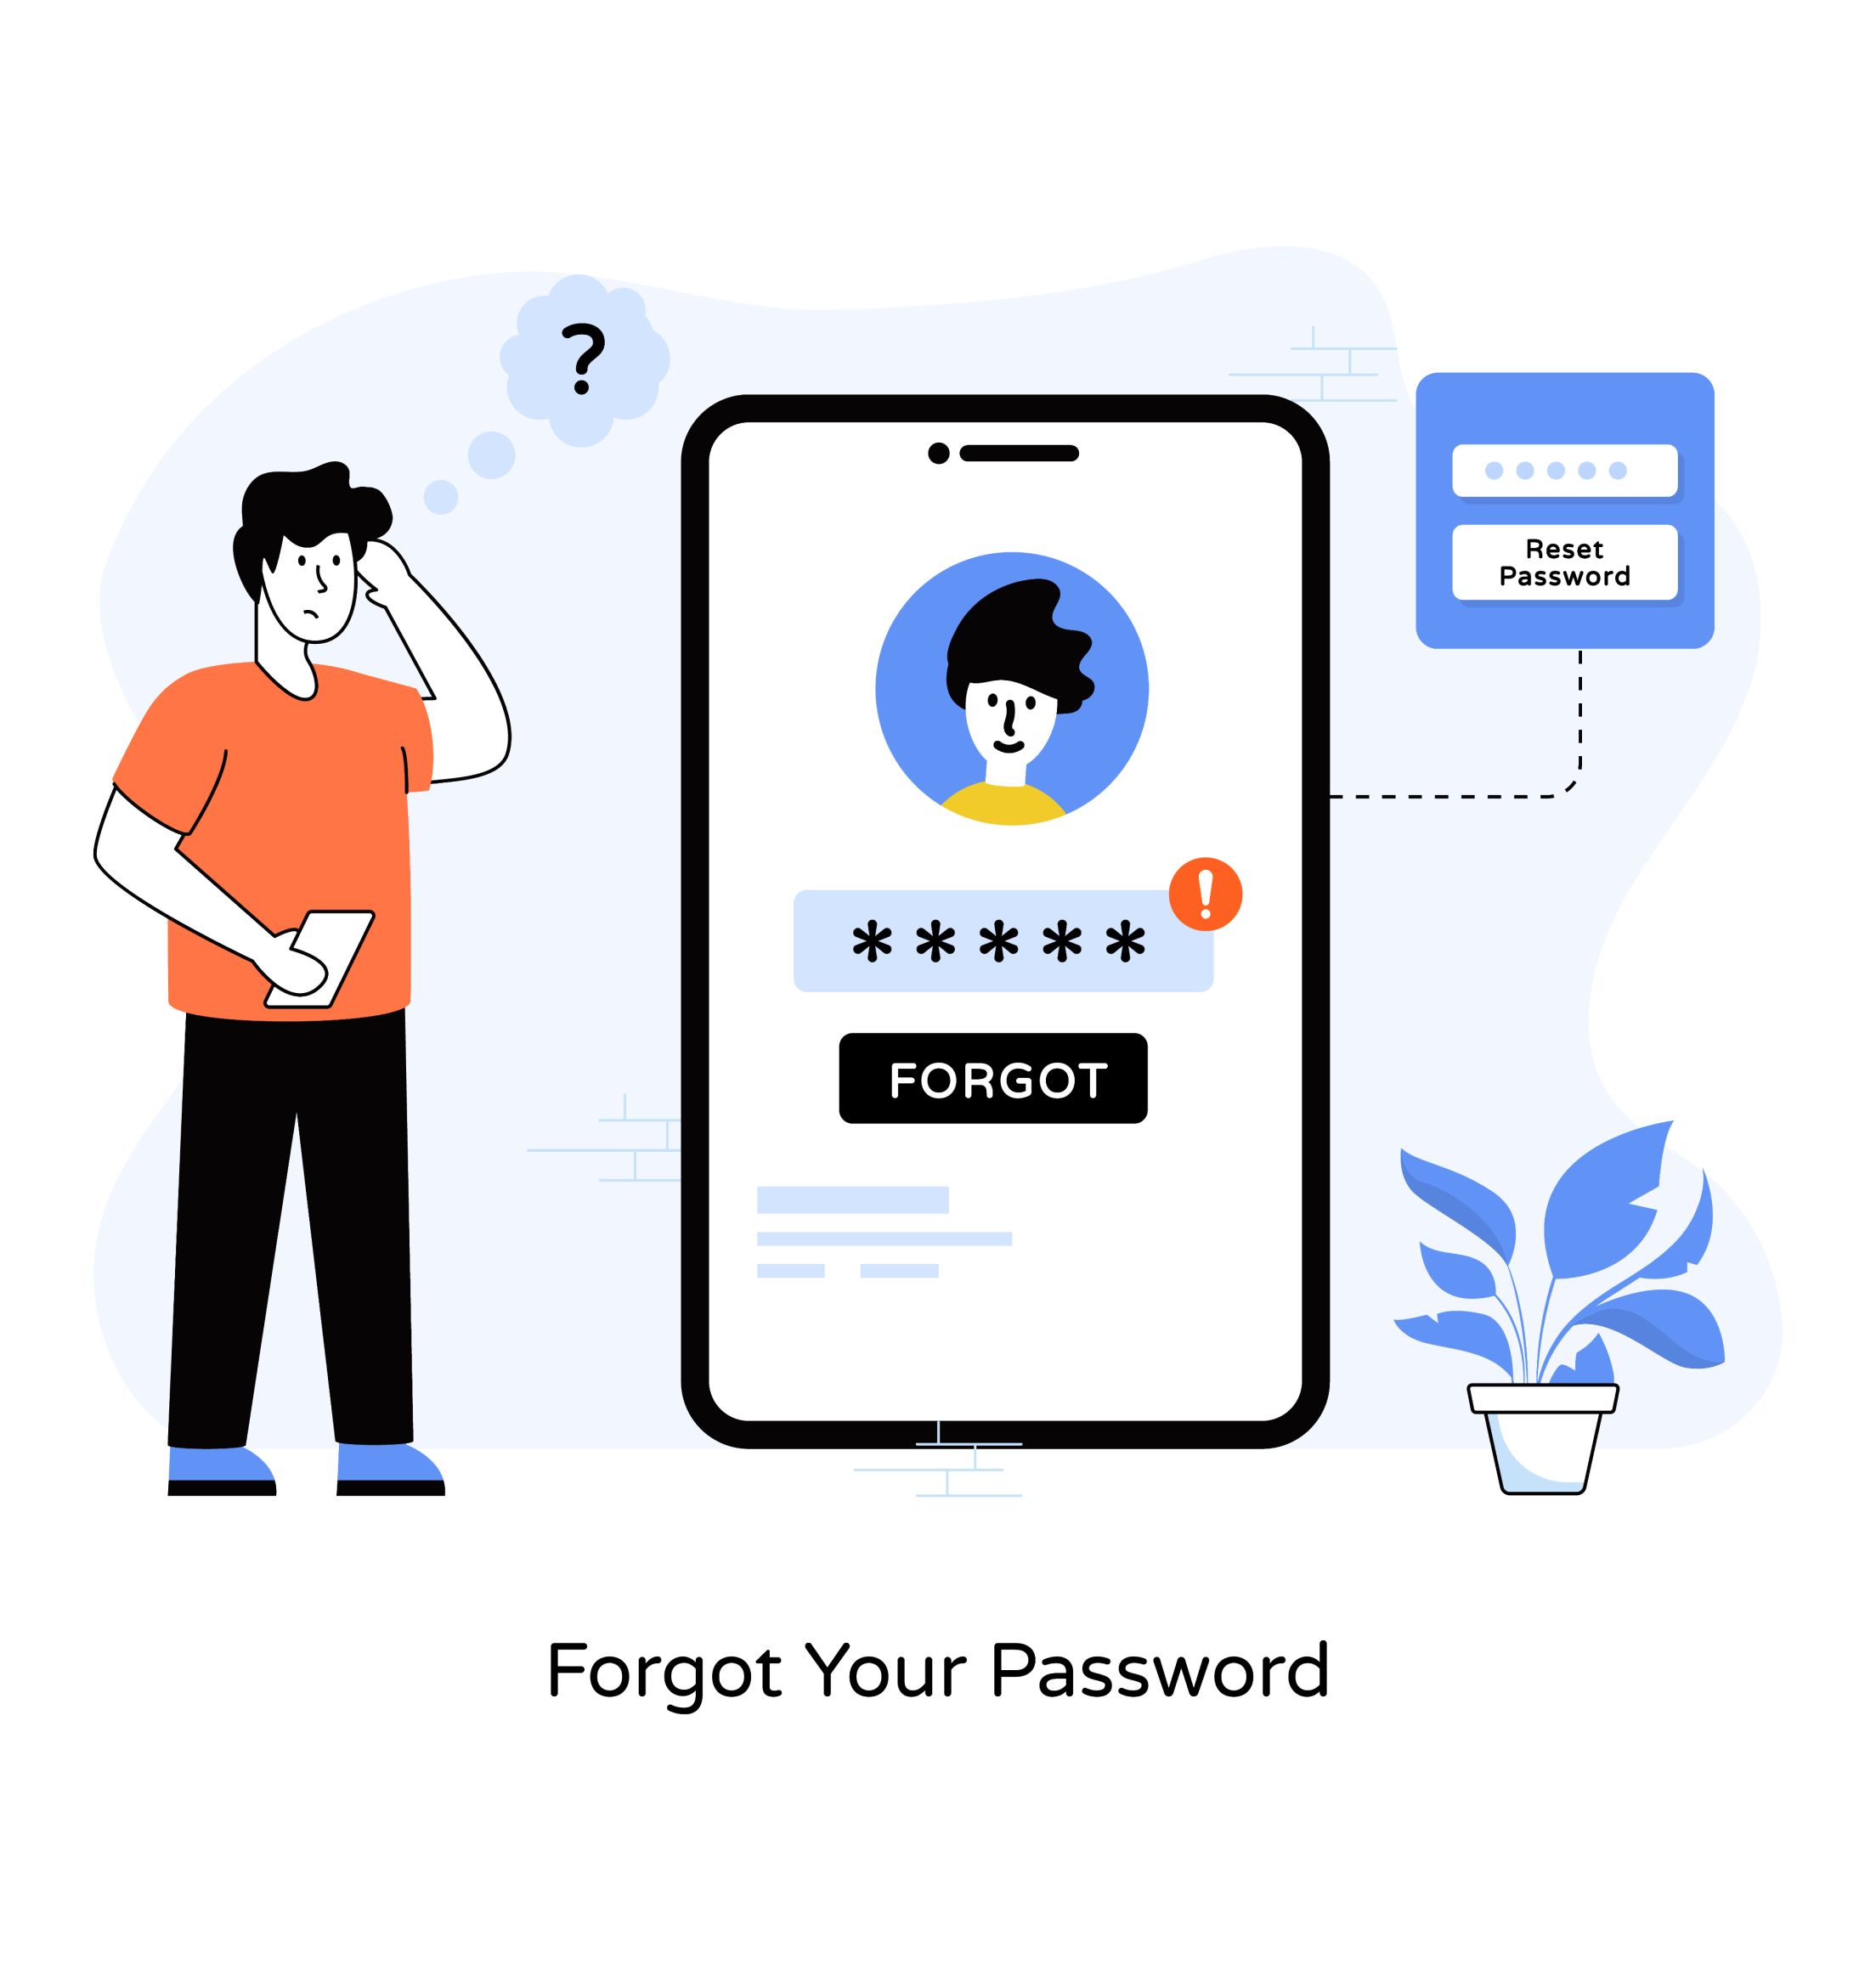 ?
Reset
Password
!
* * * * *
FORGOT
Forgot Your Password